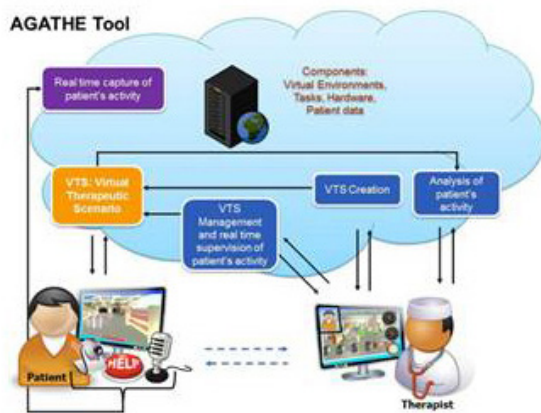 AGATHE Tool
Real time capture of
patient's activity
Components:
Virtual Environments,
Tasks, Hardware,
Patient data
VTS: Virtual
Therapeutic
Scenario
VTS
Management
and real time
supervision of
patient's activity
VTS Creation
Analysis of
patient's
activity
HELP
Patient
Therapist